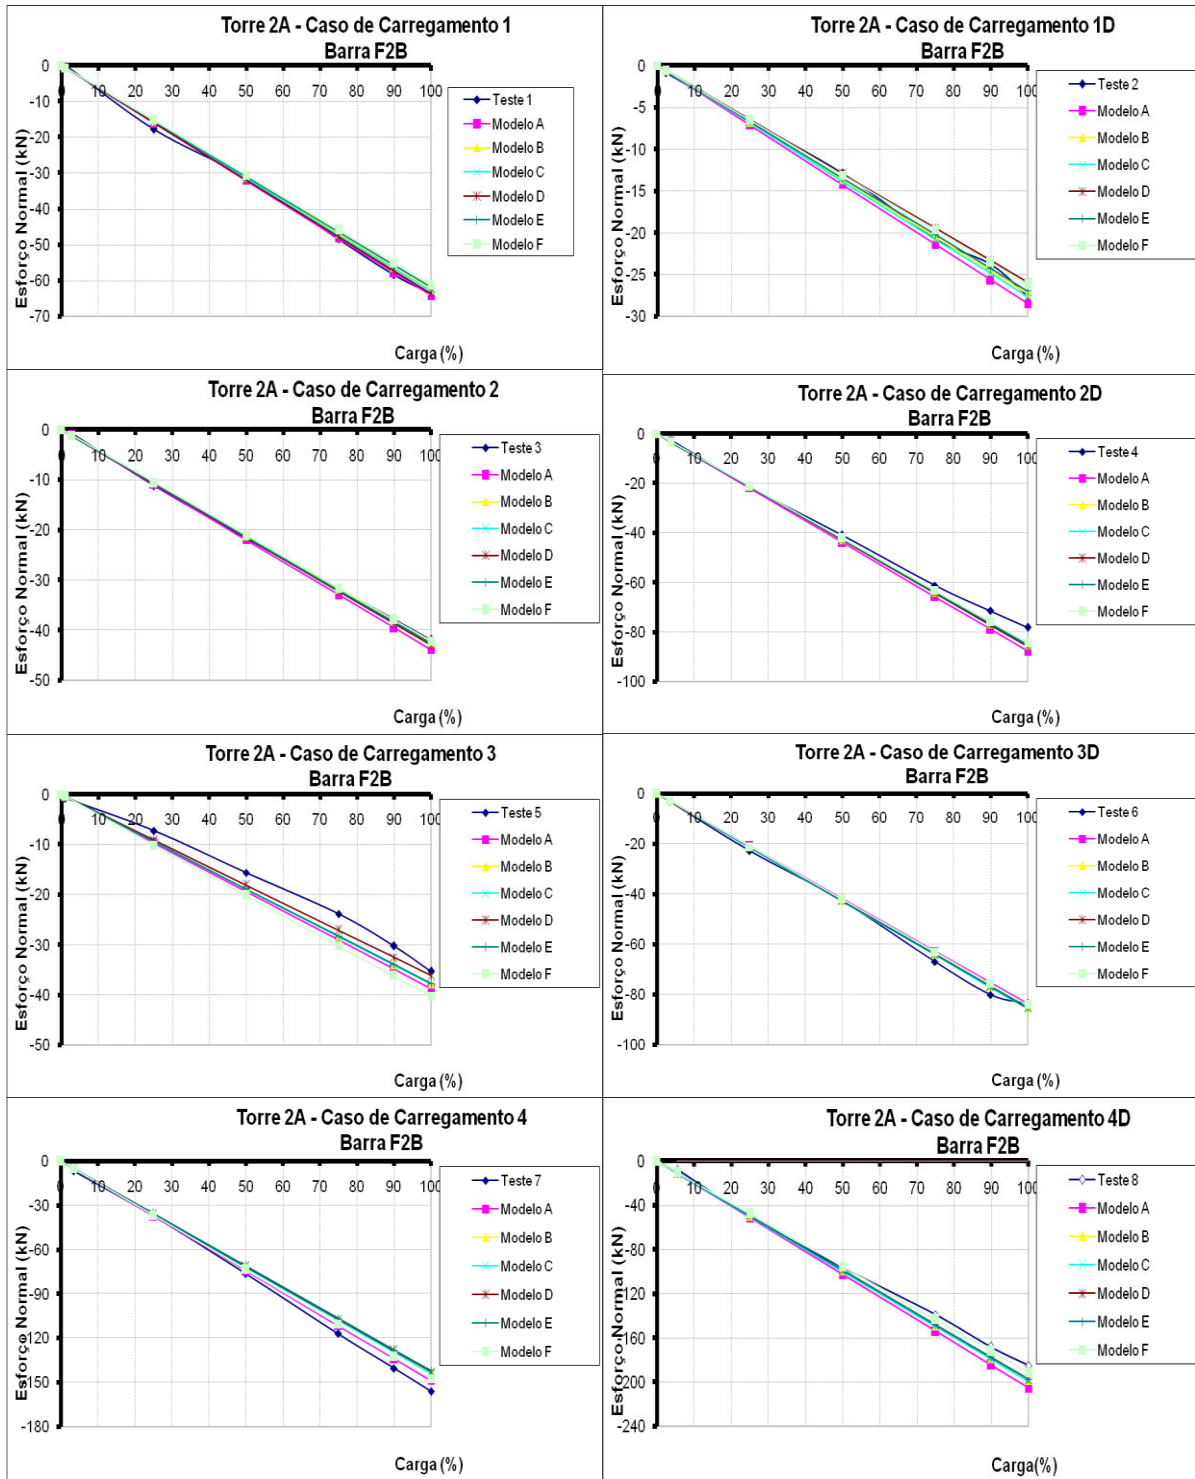 Torre 2A - Caso de Carregamento 1
Barra F2B
Esforço Normal (kN)
0
-10
-20
-30
-40
-50
-60
-70
0 10 20 30 40 50 60 70 80 90 100
Teste 1
Modelo A
Modelo B
Modelo C
Modelo D
Modelo E
Modelo F
Carga (%)
Torre 2A - Caso de Carregamento 1D
Barra F2B
Esforço Normal (kN)
0
-5
-10
-15
-20
-25
-30
0 10 20 30 40 50 60 70 80 90 100
Teste 2
Modelo A
Modelo B
Modelo C
Modelo D
Modelo E
Modelo F
Carga (%)
Torre 2A - Caso de Carregamento 2
Barra F2B
Esforço Normal (kN)
0
-10
-20
-30
-40
-50
0 10 20 30 40 50 60 70 80 90 100
Teste 3
Modelo A
Modelo B
Modelo C
Modelo D
Modelo E
Modelo F
Carga (%)
Torre 2A - Caso de Carregamento 2D
Barra F2B
Esforço Normal (kN)
0
-20
-40
-60
-80
-100
0 10 20 30 40 50 60 70 80 90 100
Teste 4
Modelo A
Modelo B
Modelo C
Modelo D
Modelo E
Modelo F
Carga (%)
Torre 2A - Caso de Carregamento 3
Barra F2B
Esforço Normal (kN)
0
-10
-20
-30
-40
-50
0 10 20 30 40 50 60 70 80 90 100
Teste 5
Modelo A
Modelo B
Modelo C
Modelo D
Modelo E
Modelo F
Carga (%)
Torre 2A - Caso de Carregamento 3D
Barra F2B
Esforço Normal (kN)
0
-20
-40
-60
-80
-100
0 10 20 30 40 50 60 70 80 90 100
Teste 6
Modelo A
Modelo B
Modelo C
Modelo D
Modelo E
Modelo F
Carga (%)
Torre 2A - Caso de Carregamento 4
Barra F2B
Esforço Normal (kN)
0
-30
-60
-90
-120
-150
-180
0 10 20 30 40 50 60 70 80 90 100
Teste 7
Modelo A
Modelo B
Modelo C
Modelo D
Modelo E
Modelo F
Carga (%)
Torre 2A - Caso de Carregamento 4D
Barra F2B
Esforço Normal (kN)
0
-40
-80
-120
-160
-200
-240
0 10 20 30 40 50 60 70 80 90 100
Teste 8
Modelo A
Modelo B
Modelo C
Modelo D
Modelo E
Modelo F
Carga(%)